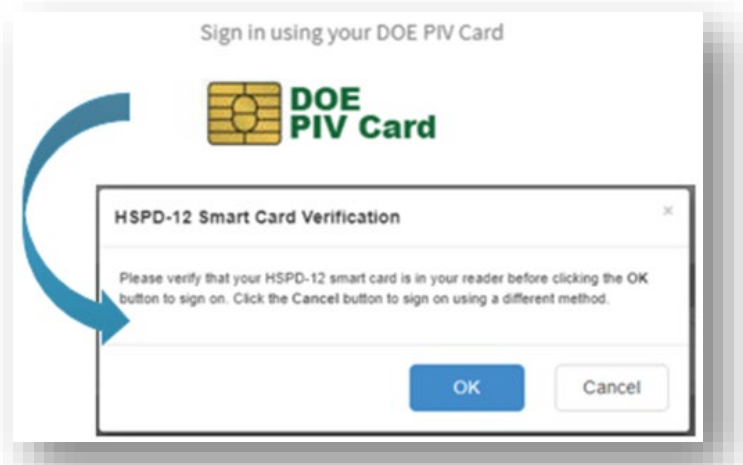 Sign in using your DOE PIV Card
DOE
PIV Card
HSPD-12 Smart Card Verification
×
Please verify that your HSPD-12 smart card is in your reader before clicking the OK
button to sign on. Click the Cancel button to sign on using a different method.
OK
Cancel